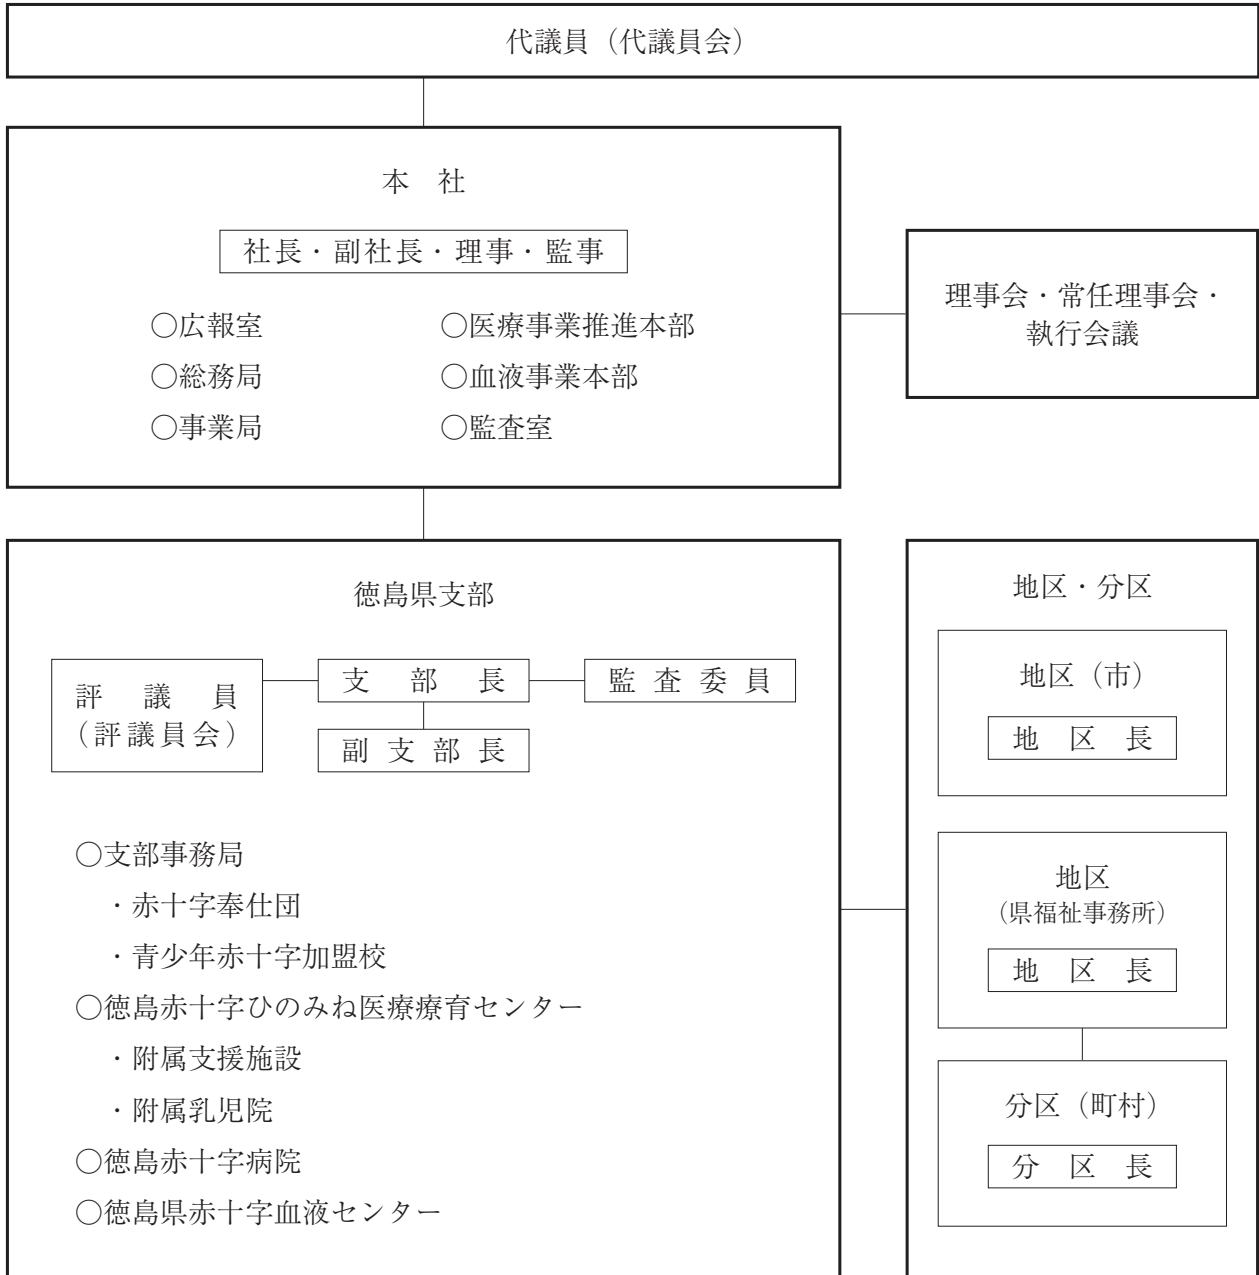 代議員（代議員会）
本　社
社長・副社長・理事・監事
○広報室
○総務局
○事業局
○医療事業推進本部
○血液事業本部
○監査室
理事会・常任理事会・
執行会議
徳島県支部
評　議　員
（評議員会）
支　部　長
監査委員
副支部長
○支部事務局
・赤十字奉仕団
・青少年赤十字加盟校
○徳島赤十字ひのみね医療療育センター
・附属支援施設
・附属乳児院
○徳島赤十字病院
○徳島県赤十字血液センター
地区・分区
地区（市）
地　区　長
地区
（県福祉事務所）
地　区　長
分区（町村）
分　区　長